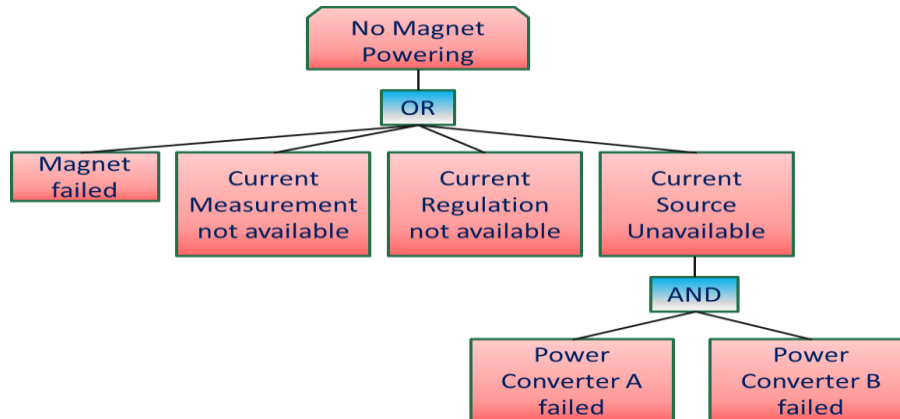 No Magnet
Powering
OR
Magnet
failed
Current
Measurement
not available
Current
Regulation
not available
Current
Source
Unavailable
AND
Power
Converter A
failed
Power
Converter B
failed